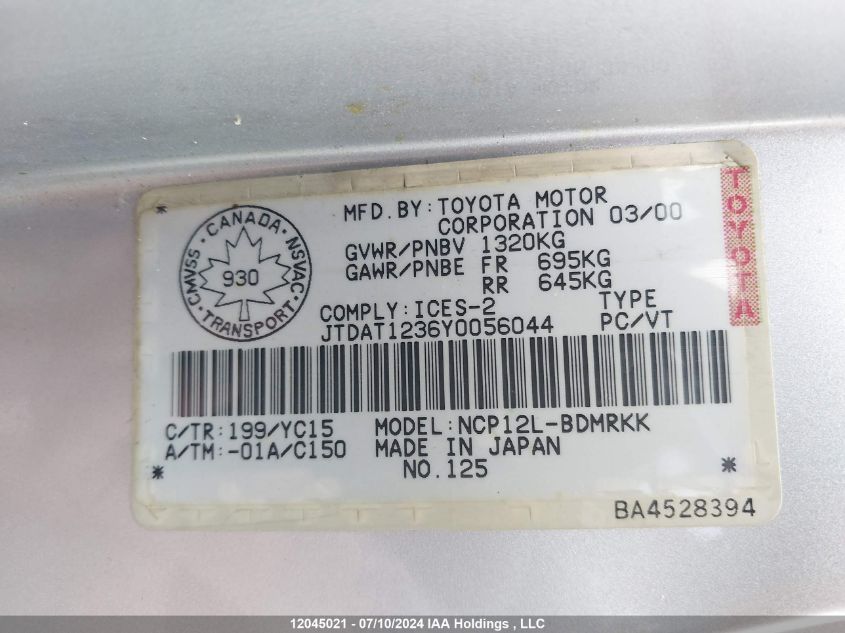 CANADA
CMVSS · NSVAC
930
TRANSPORT
MFD. BY: TOYOTA MOTOR
CORPORATION 03/00
GVWR/PNBV 1320KG
GAWR/PNBE FR 695KG
RR 645KG
COMPLY: ICES-2 TYPE
JTDAT1236Y0056044 PC/VT
TOYOTA
C/TR: 199/YC15 MODEL: NCP12L-BDMRKK
A/TM: -01A/C150 MADE IN JAPAN
* NO. 125 *
BA4528394
12045021 - 07/10/2024 IAA Holdings , LLC